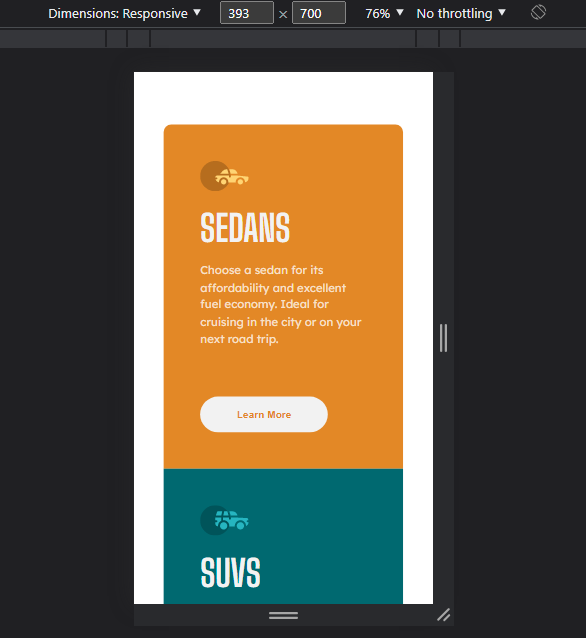 Dimensions: Responsive ▼ 393 × 700 76% ▼ No throttling ▼
SEDANS
Choose a sedan for its
affordability and excellent
fuel economy. Ideal for
cruising in the city or on your
next road trip.
Learn More
SUVS